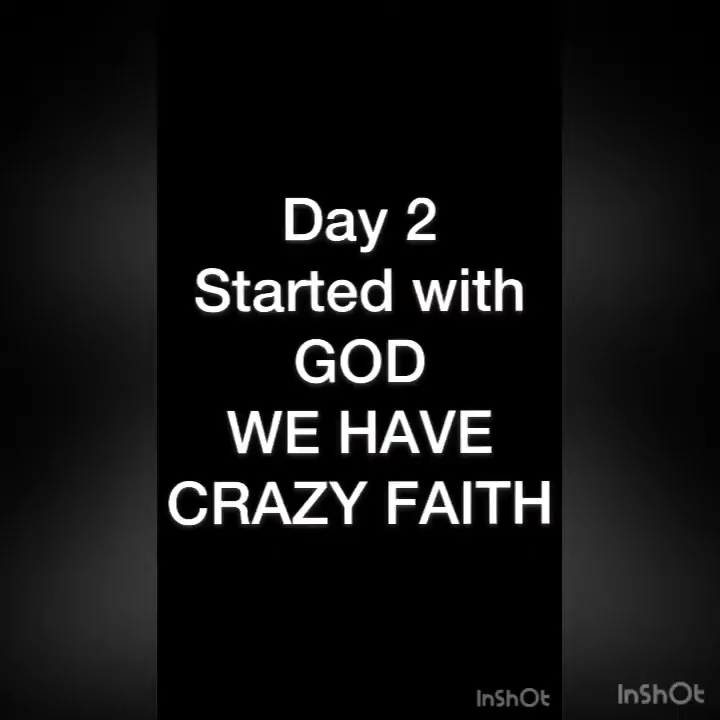 Day 2
Started with
GOD
WE HAVE
CRAZY FAITH
InShOt
InShOt